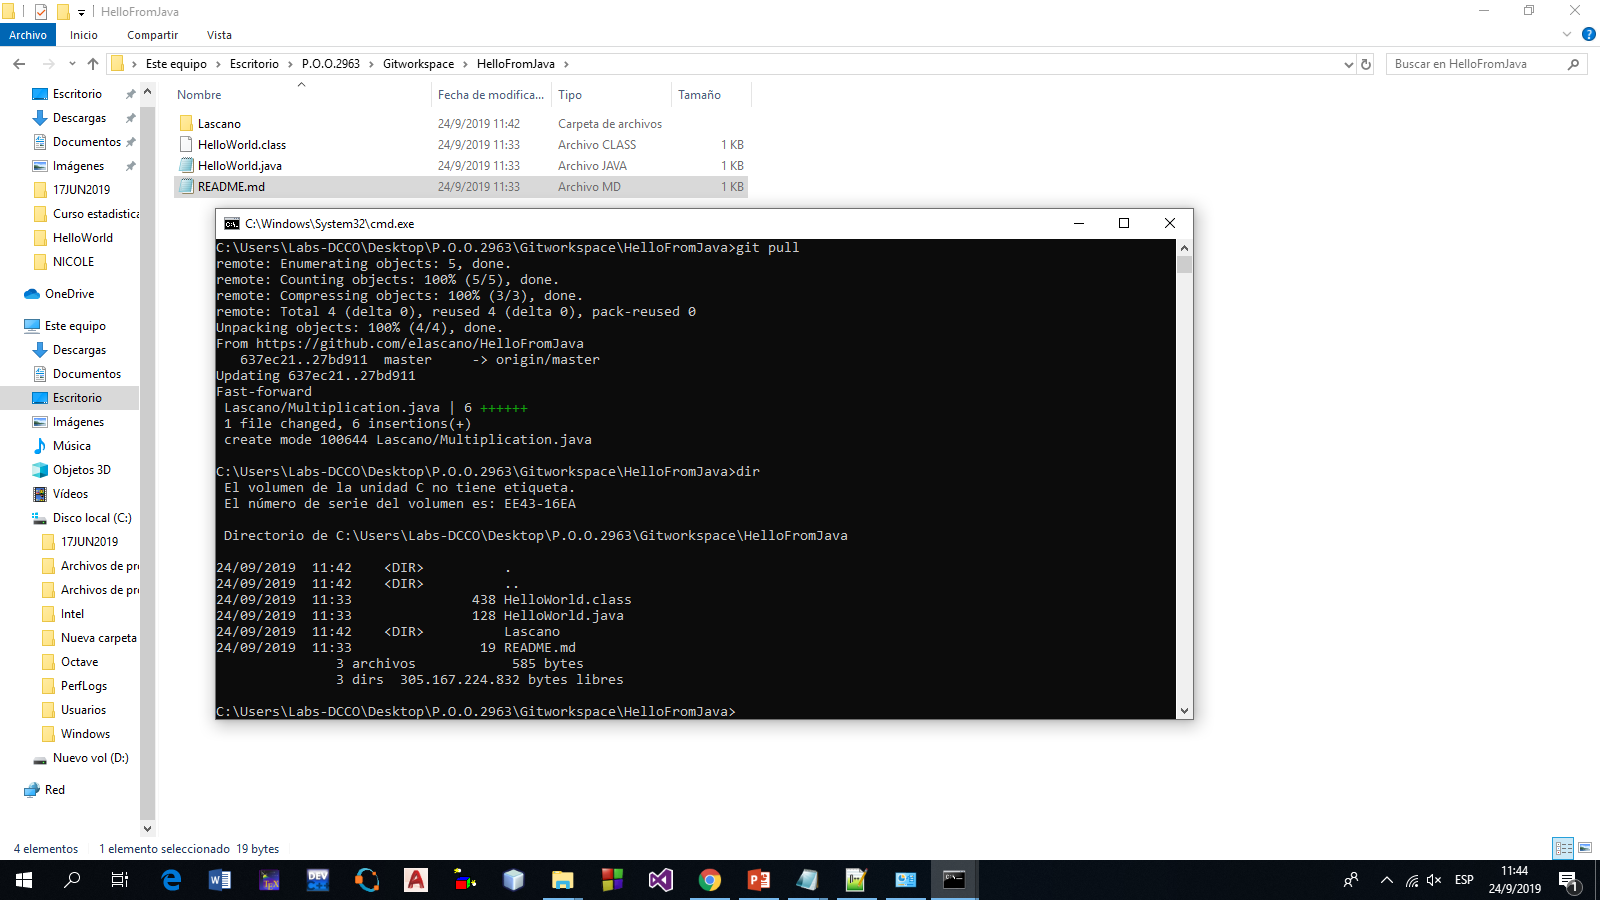 HelloFromJava
Archivo Inicio Compartir Vista
Este equipo Escritorio P.O.O.2963 Gitworkspace HelloFromJava
Buscar en HelloFromJava
Nombre Fecha de modifica... Tipo Tamaño
Lascano 24/9/2019 11:42 Carpeta de archivos
HelloWorld.class 24/9/2019 11:33 Archivo CLASS 1 KB
HelloWorld.java 24/9/2019 11:33 Archivo JAVA 1 KB
README.md 24/9/2019 11:33 Archivo MD 1 KB
Escritorio
Descargas
Documentos
Imágenes
17JUN2019
Curso estadistica
HelloWorld
NICOLE
OneDrive
Este equipo
Descargas
Documentos
Escritorio
Imágenes
Música
Objetos 3D
Vídeos
Disco local (C:)
17JUN2019
Archivos de pr
Archivos de pr
Intel
Nueva carpeta
Octave
PerfLogs
Usuarios
Windows
Nuevo vol (D:)
Red
C:\Windows\System32\cmd.exe
C:\Users\Labs-DCCO\Desktop\P.O.O.2963\Gitworkspace\HelloFromJava>git pull
remote: Enumerating objects: 5, done.
remote: Counting objects: 100% (5/5), done.
remote: Compressing objects: 100% (3/3), done.
remote: Total 4 (delta 0), reused 4 (delta 0), pack-reused 0
Unpacking objects: 100% (4/4), done.
From https://github.com/elascano/HelloFromJava
637ec21..27bd911 master -> origin/master
Updating 637ec21..27bd911
Fast-forward
Lascano/Multiplication.java | 6 ++++++
1 file changed, 6 insertions(+)
create mode 100644 Lascano/Multiplication.java
C:\Users\Labs-DCCO\Desktop\P.O.O.2963\Gitworkspace\HelloFromJava>dir
El volumen de la unidad C no tiene etiqueta.
El número de serie del volumen es: EE43-16EA
Directorio de C:\Users\Labs-DCCO\Desktop\P.O.O.2963\Gitworkspace\HelloFromJava
24/09/2019 11:42 <DIR> .
24/09/2019 11:42 <DIR> ..
24/09/2019 11:33 438 HelloWorld.class
24/09/2019 11:33 128 HelloWorld.java
24/09/2019 11:42 <DIR> Lascano
24/09/2019 11:33 19 README.md
3 archivos 585 bytes
3 dirs 305.167.224.832 bytes libres
C:\Users\Labs-DCCO\Desktop\P.O.O.2963\Gitworkspace\HelloFromJava>
4 elementos 1 elemento seleccionado 19 bytes
ESP
11:44
24/9/2019
1